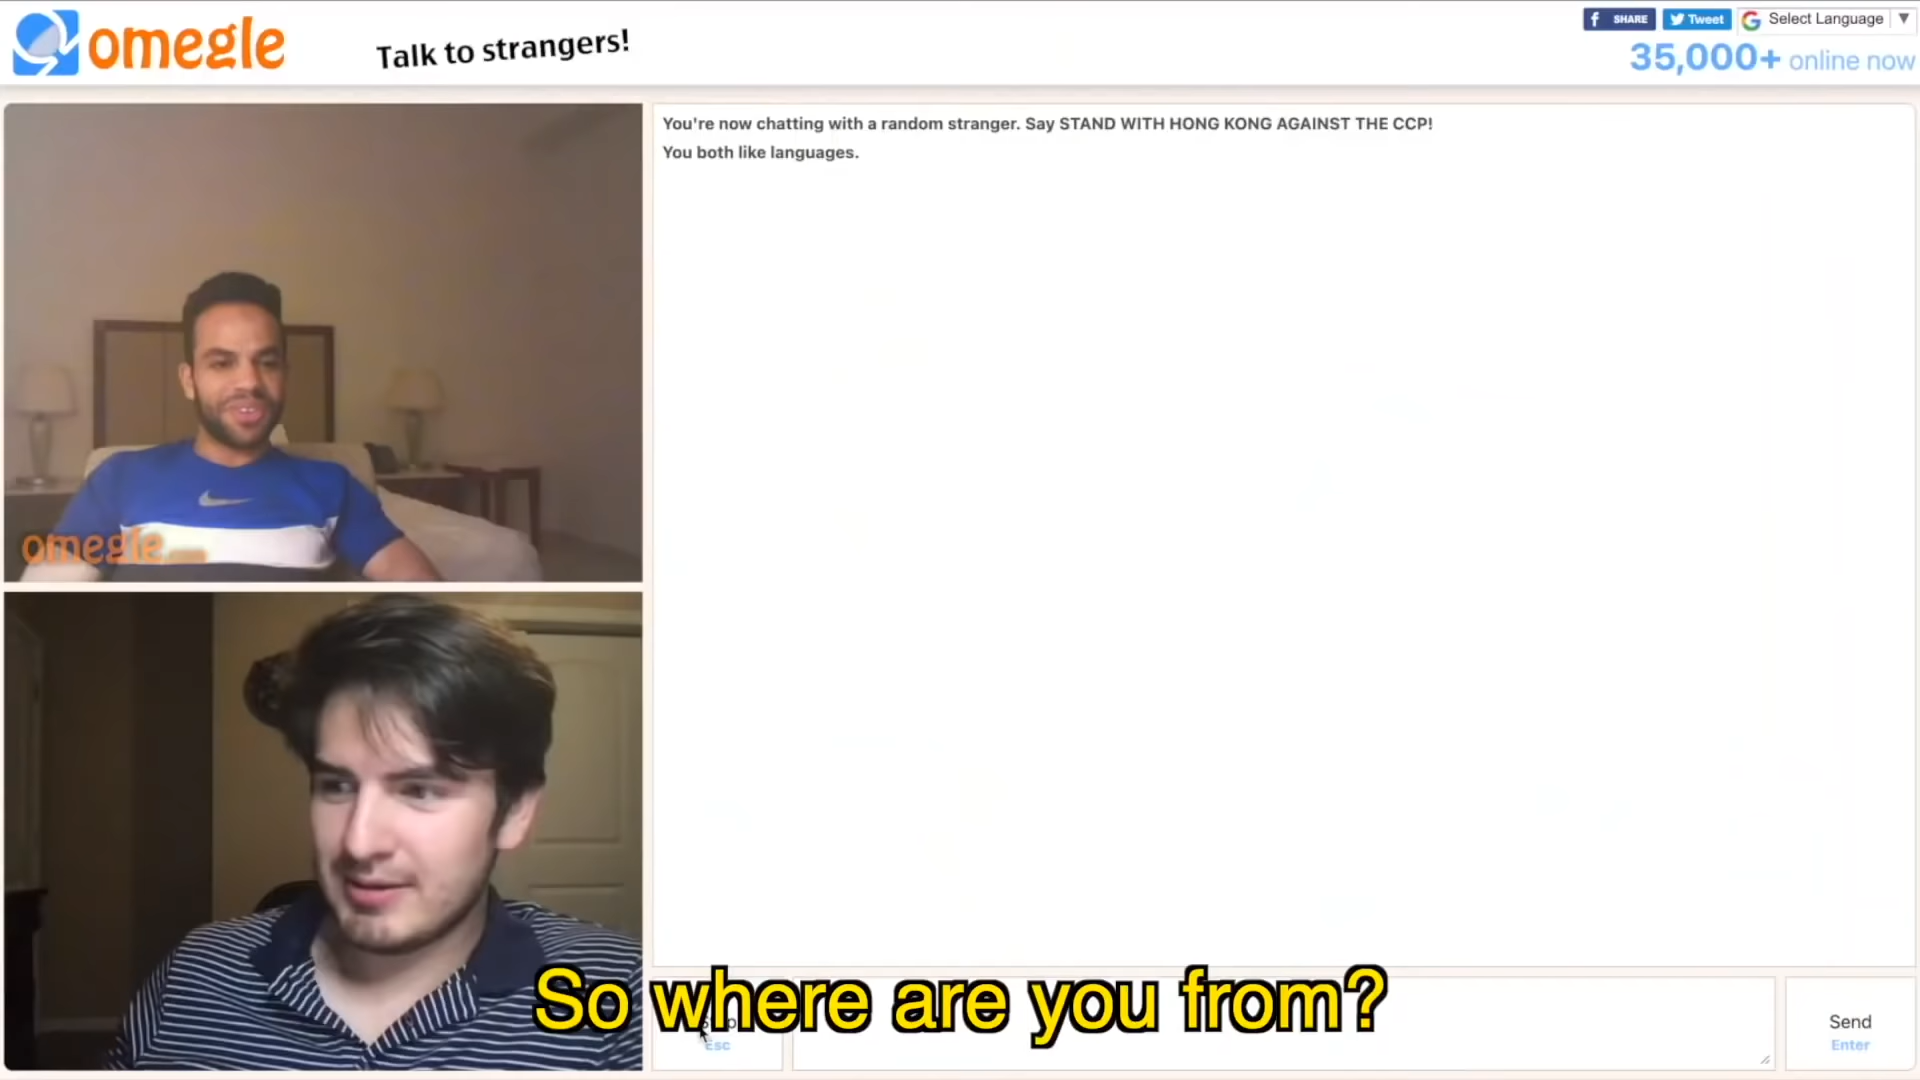 omegle
Talk to strangers!
SHARE
Tweet
Select Language
35,000+ online now
You're now chatting with a random stranger. Say STAND WITH HONG KONG AGAINST THE CCP!
You both like languages.
omegle
So where are you from?
Esc
Send
Enter